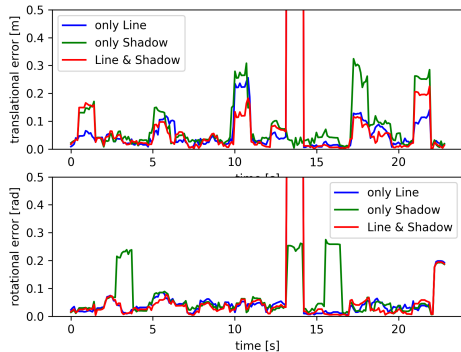 0.5
0.4
0.3
0.2
0.1
0.0
translational error [m]
only Line
only Shadow
Line & Shadow
0 5 10 15 20
time [s]
0.5
0.4
0.3
0.2
0.1
0.0
rotational error [rad]
only Line
only Shadow
Line & Shadow
0 5 10 15 20
time [s]